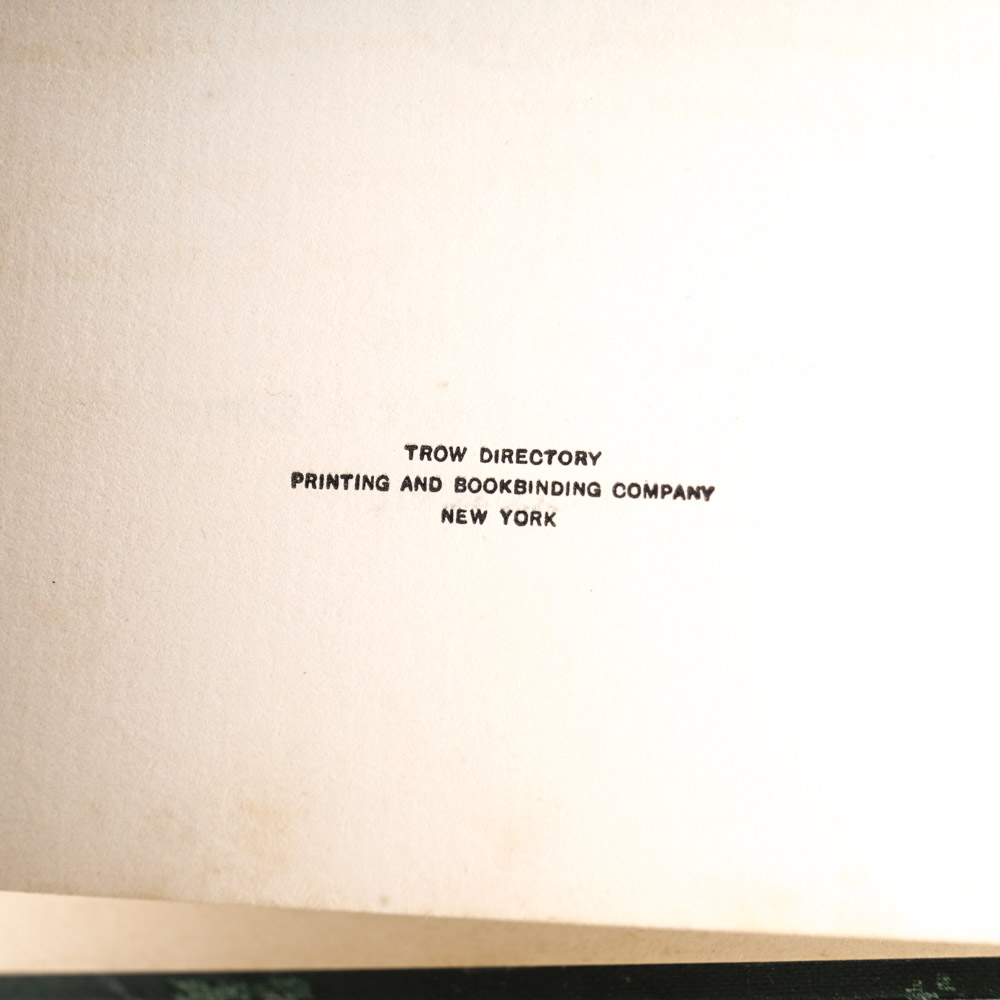 TROW DIRECTORY
PRINTING AND BOOKBINDING COMPANY
NEW YORK